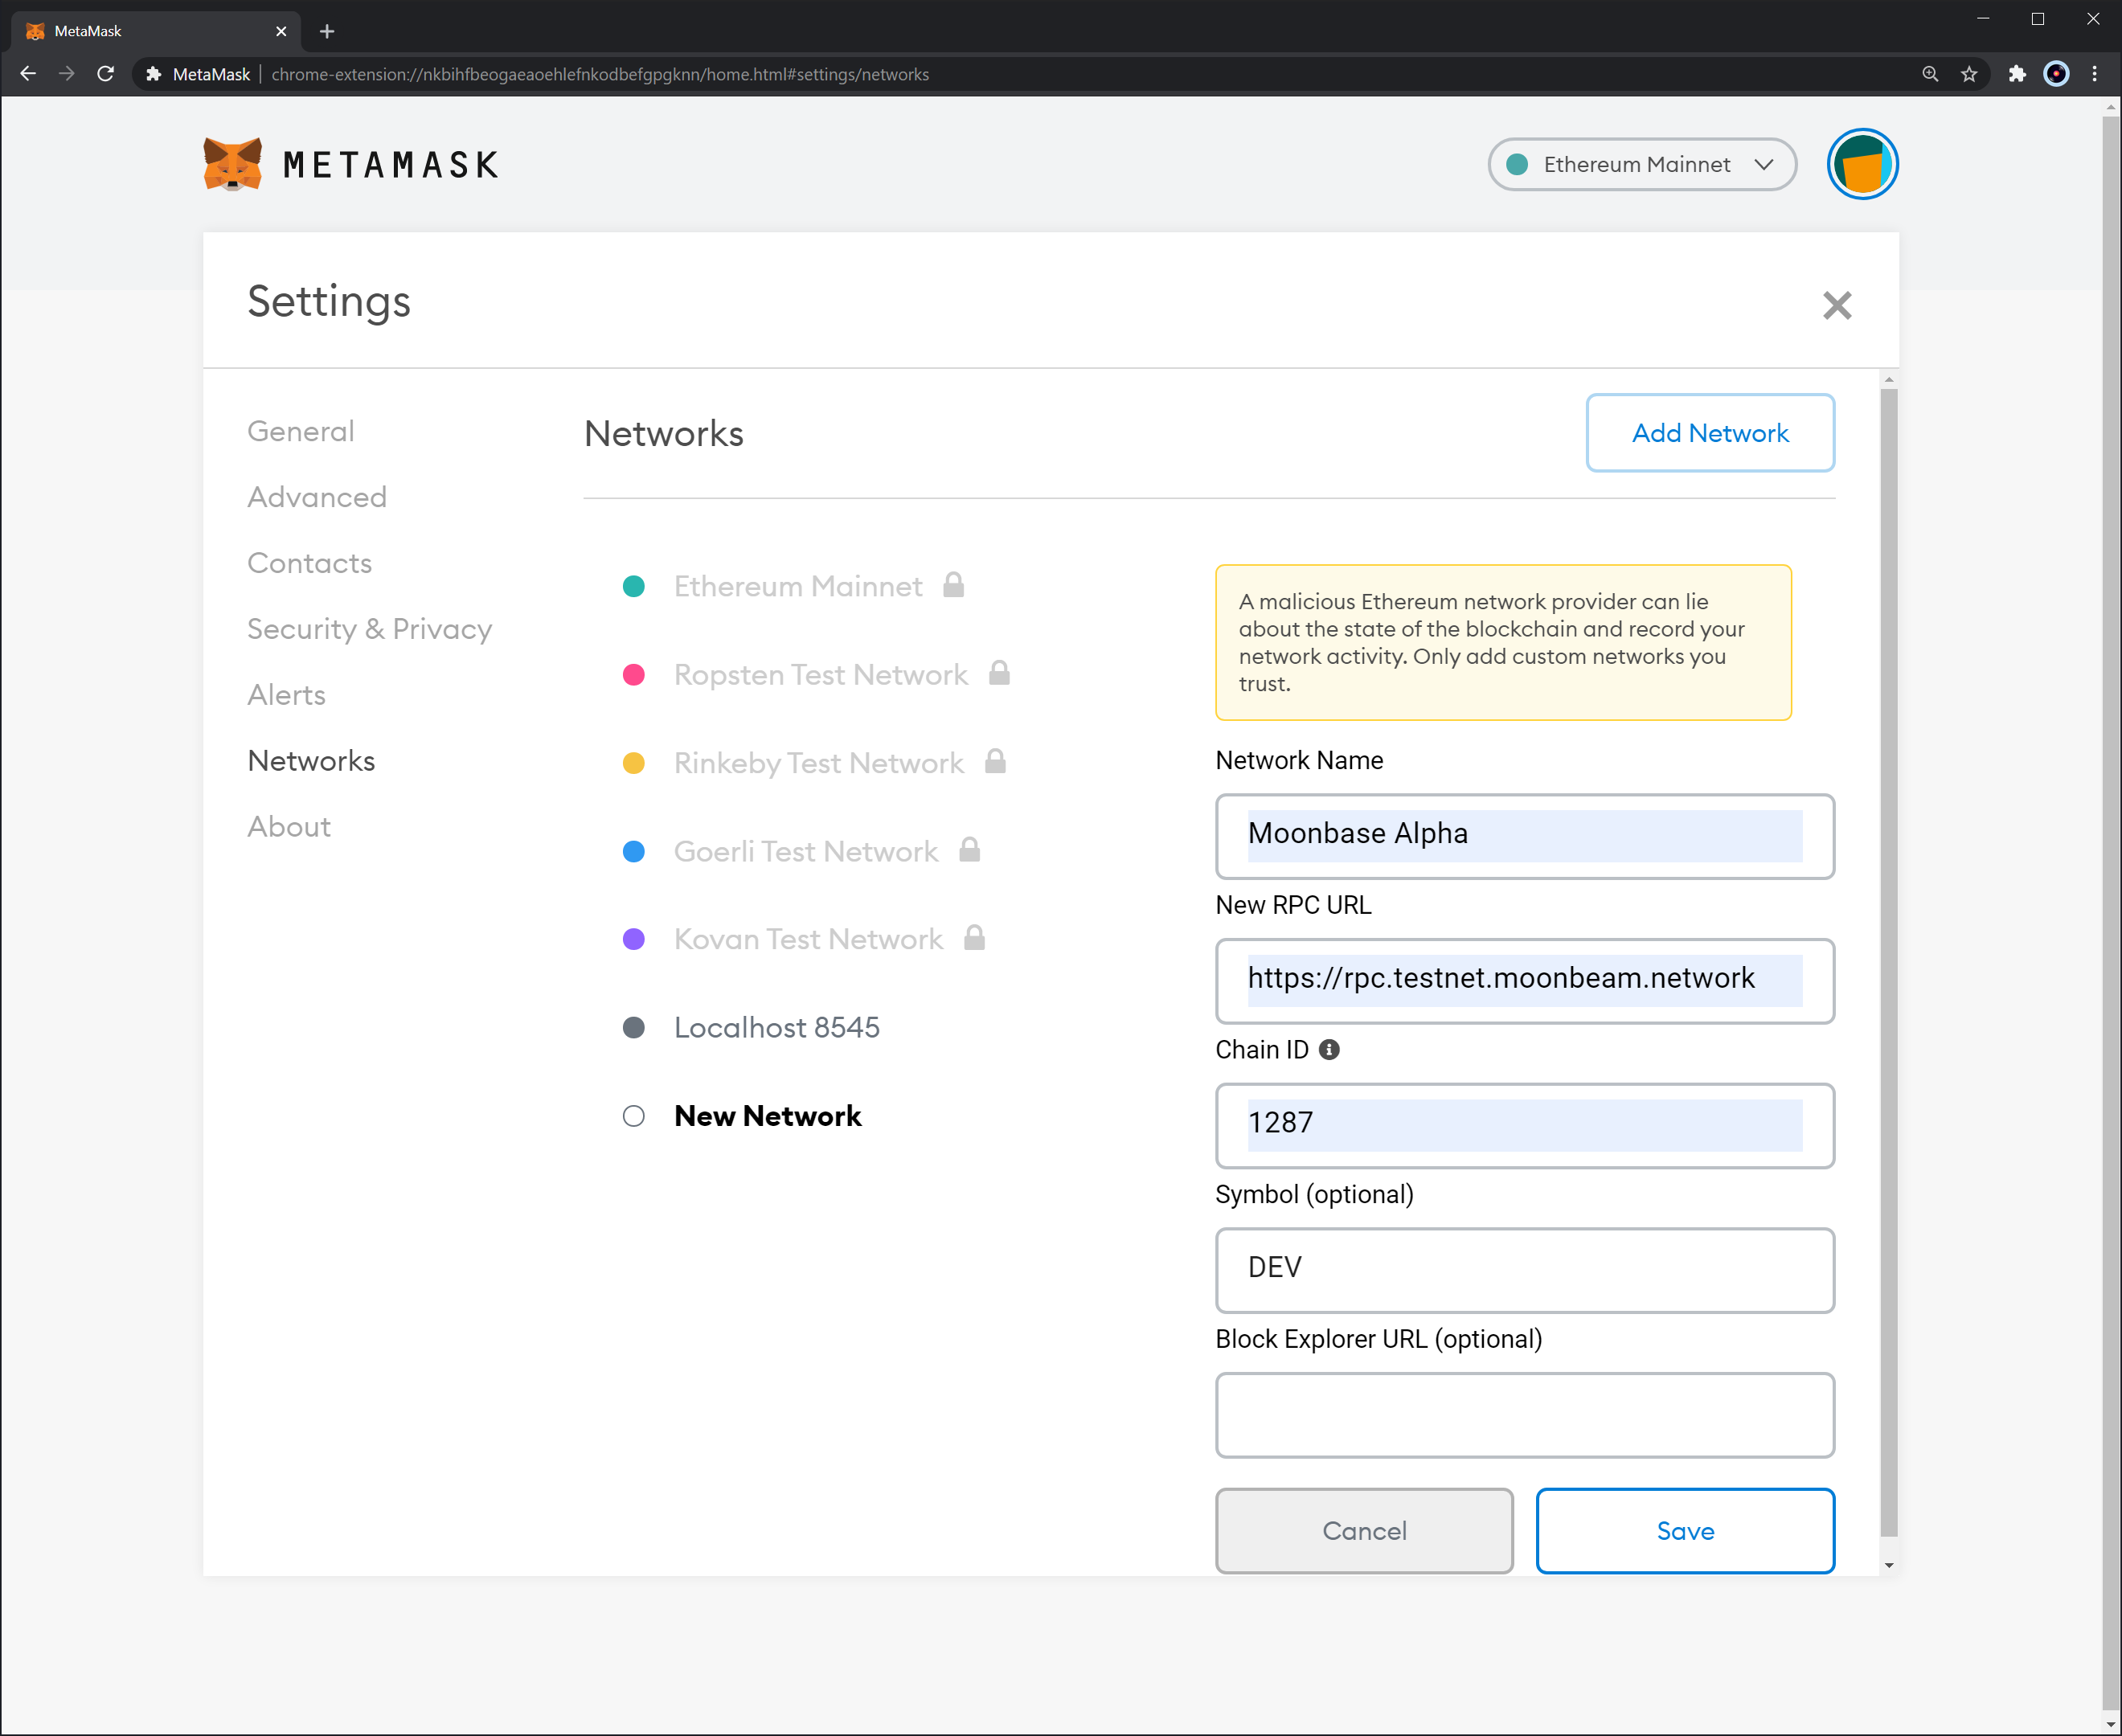 MetaMask
MetaMask
chrome-extension://nkbihfbeogaeaoehlefnkodbefgpgknn/home.html#settings/networks
METAMASK
Ethereum Mainnet
Settings
General
Advanced
Contacts
Security & Privacy
Alerts
Networks
About
Networks
Add Network
Ethereum Mainnet
Ropsten Test Network
Rinkeby Test Network
Goerli Test Network
Kovan Test Network
Localhost 8545
New Network
A malicious Ethereum network provider can lie
about the state of the blockchain and record your
network activity. Only add custom networks you
trust.
Network Name
Moonbase Alpha
New RPC URL
https://rpc.testnet.moonbeam.network
Chain ID
1287
Symbol (optional)
DEV
Block Explorer URL (optional)
Cancel
Save